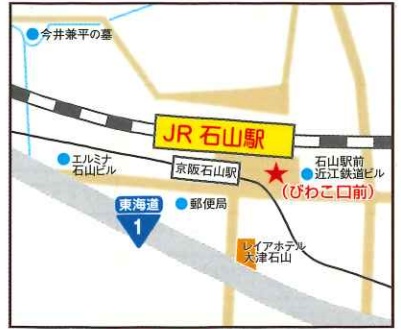 今井兼平の墓
JR 石山駅
エルミナ
石山ビル
京阪石山駅
石山駅前
近江鉄道ビル
(びわこ口前)
東海道
1
郵便局
レイアホテル
大津石山